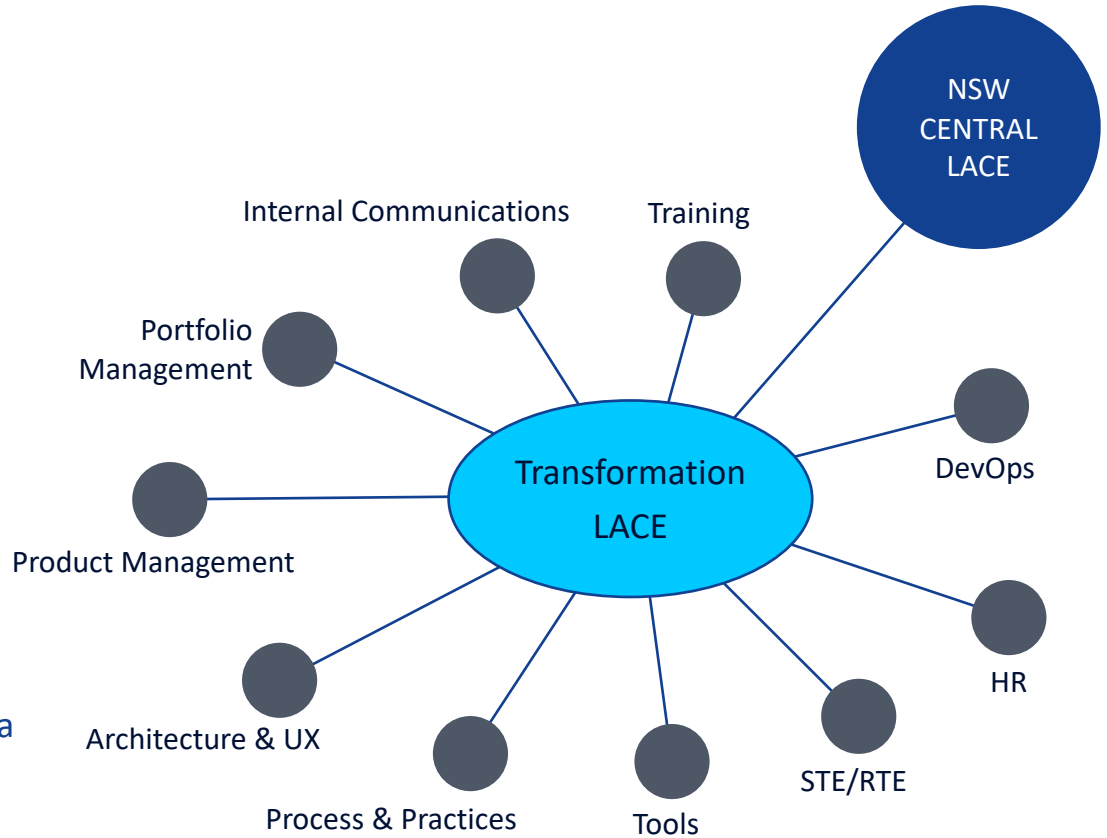 NSW
CENTRAL
LACE
Internal Communications
Training
Portfolio
Management
DevOps
Transformation
LACE
Product Management
HR
a
Architecture & UX
STE/RTE
Process & Practices
Tools